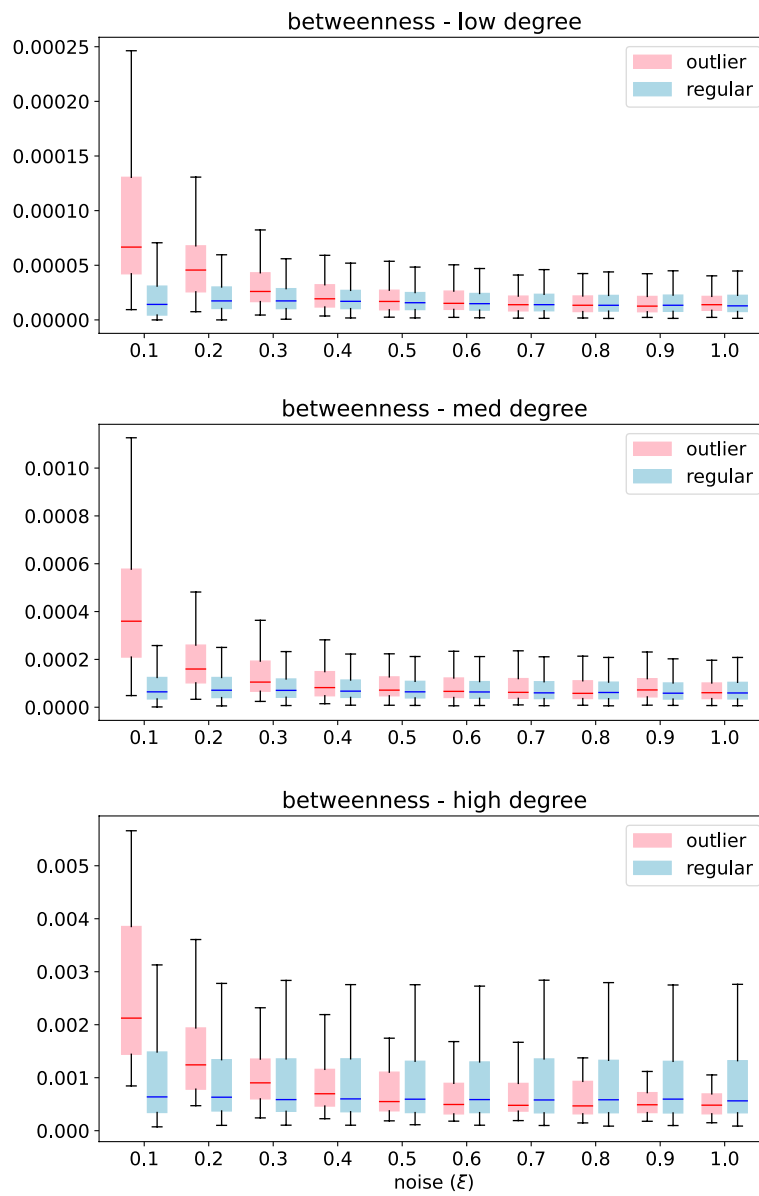 betweenness - low degree
0.00025
0.00020
0.00015
0.00010
0.00005
0.00000
outlier
regular
0.1 0.2 0.3 0.4 0.5 0.6 0.7 0.8 0.9 1.0
betweenness - med degree
0.0010
0.0008
0.0006
0.0004
0.0002
0.0000
outlier
regular
0.1 0.2 0.3 0.4 0.5 0.6 0.7 0.8 0.9 1.0
betweenness - high degree
0.005
0.004
0.003
0.002
0.001
0.000
outlier
regular
0.1 0.2 0.3 0.4 0.5 0.6 0.7 0.8 0.9 1.0
noise (ξ)